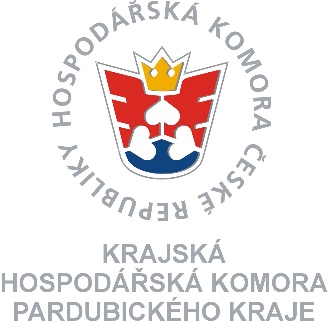 HOSPODÁŘSKÁ KOMORA ČESKÉ REPUBLIKY
KRAJSKÁ
HOSPODÁŘSKÁ KOMORA
PARDUBICKÉHO KRAJE